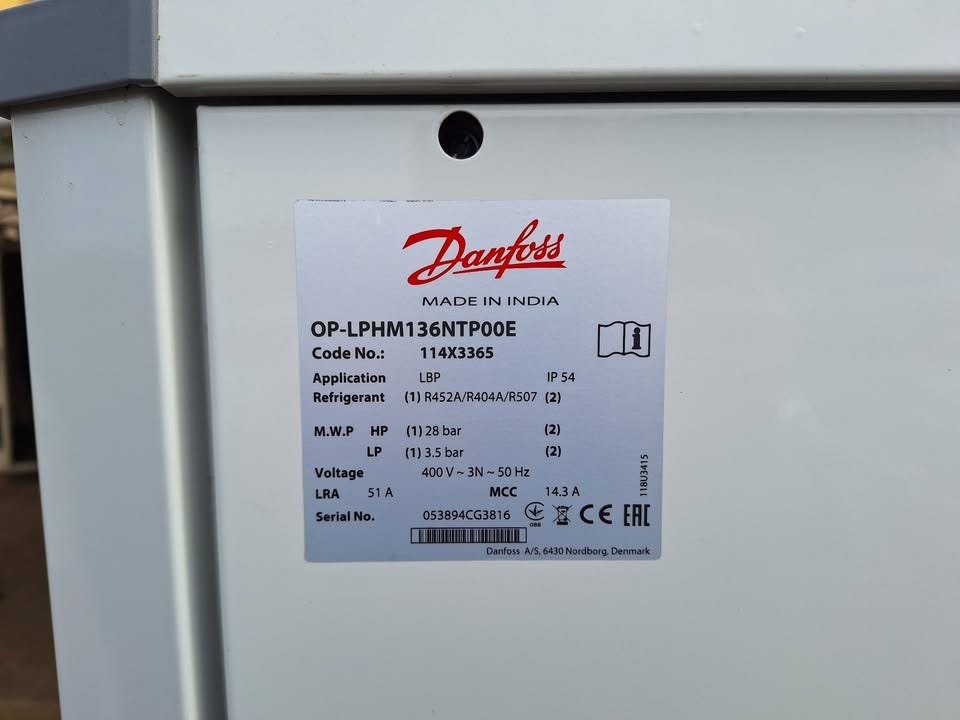 Danfoss
MADE IN INDIA
OP-LPHM136NTP00E
Code No.: 114X3365
Application LBP IP 54
Refrigerant (1) R452A/R404A/R507 (2)
M.W.P HP (1) 28 bar (2)
LP (1) 3.5 bar (2)
Voltage 400 V ~ 3N ~ 50 Hz
LRA 51 A MCC 14.3 A
Serial No. 053894CG3816
CE EAC
Danfoss A/S, 6430 Nordborg, Denmark
118U3415
i